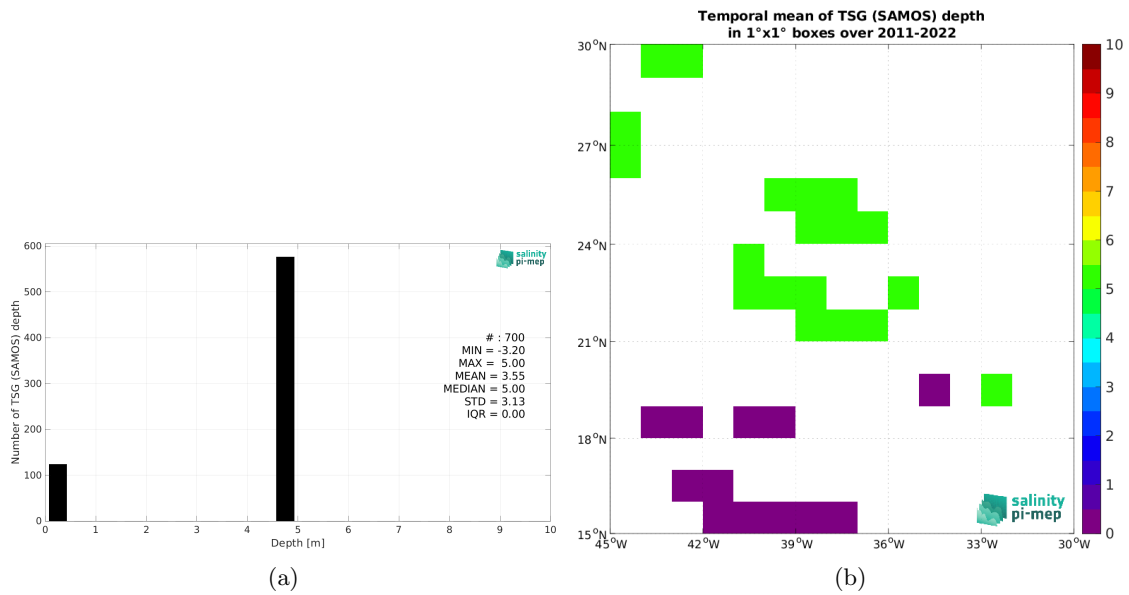 600
500
400
300
200
100
0
Number of TSG (SAMOS) depth
0 1 2 3 4 5 6 7 8 9 10
Depth [m]
salinity
pi-mep
# : 700
MIN = -3.20
MAX = 5.00
MEAN = 3.55
MEDIAN = 5.00
STD = 3.13
IQR = 0.00
(a)
Temporal mean of TSG (SAMOS) depth
in 1°x1° boxes over 2011-2022
30°N
27°N
24°N
21°N
18°N
15°N
45°W 42°W 39°W 36°W 33°W 30°W
salinity
pi-mep
10
9
8
7
6
5
4
3
2
1
0
(b)